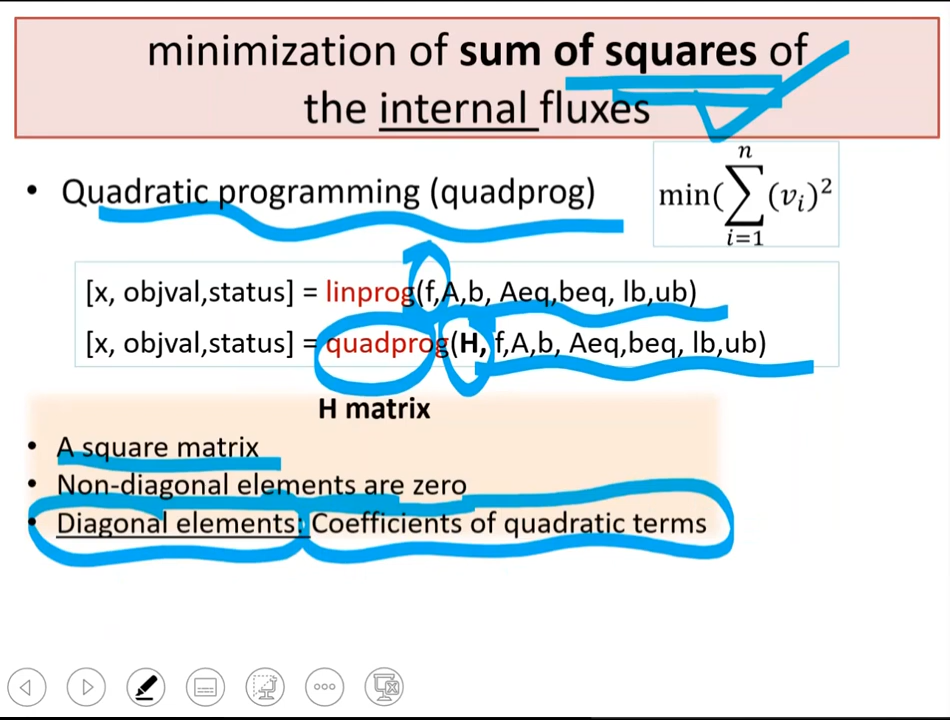 minimization of sum of squares of
the internal fluxes
• Quadratic programming (quadprog)
min(∑ⁿᵢ₌₁(vᵢ)²
[x, objval,status] = linprog(f,A,b, Aeq,beq, lb,ub)
[x, objval,status] = quadprog(H, f,A,b, Aeq,beq, lb,ub)
H matrix
• A square matrix
• Non-diagonal elements are zero
• Diagonal elements: Coefficients of quadratic terms